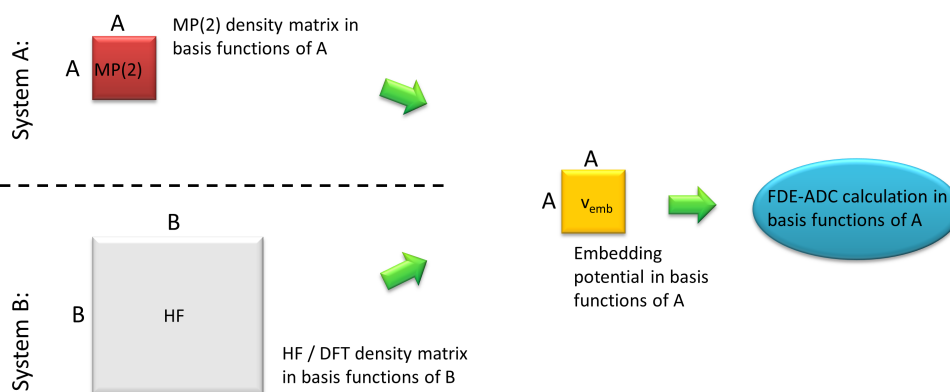 System A:
A
A
MP(2)
MP(2) density matrix in
basis functions of A
System B:
B
B
HF
HF / DFT density matrix
in basis functions of B
A
A
vemb
Embedding
potential in basis
functions of A
FDE-ADC calculation in
basis functions of A